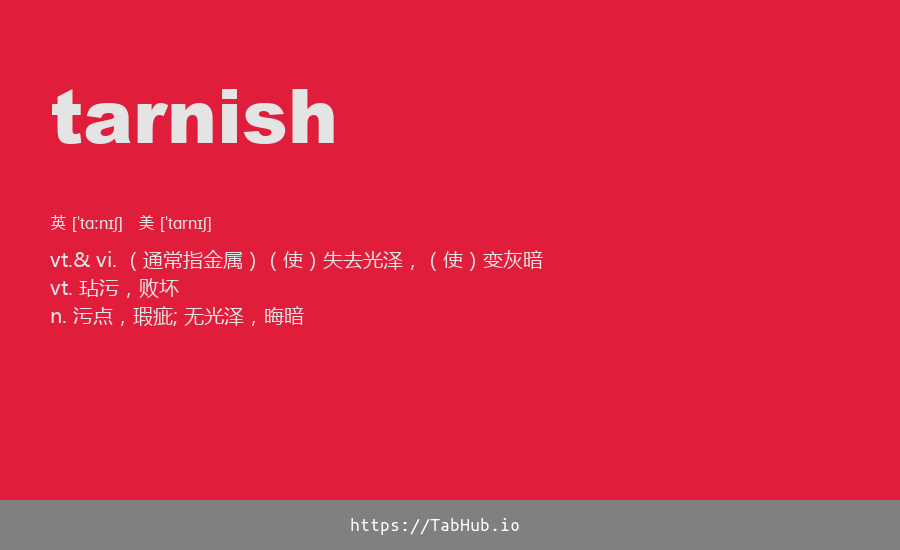 tarnish
英 [ˈtɑːnɪʃ] 美 [ˈtɑrnɪʃ]
vt.& vi. （通常指金属）（使）失去光泽，（使）变灰暗
vt. 玷污，败坏
n. 污点，瑕疵; 无光泽，晦暗
https://TabHub.io